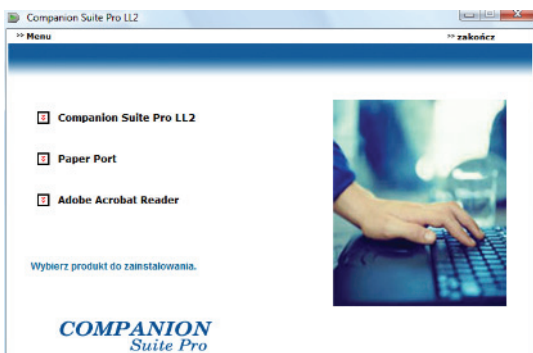 Companion Suite Pro LL2
>> Menu >> zakończ
Companion Suite Pro LL2
Paper Port
Adobe Acrobat Reader
Wybierz produkt do zainstalowania.
COMPANION
Suite Pro